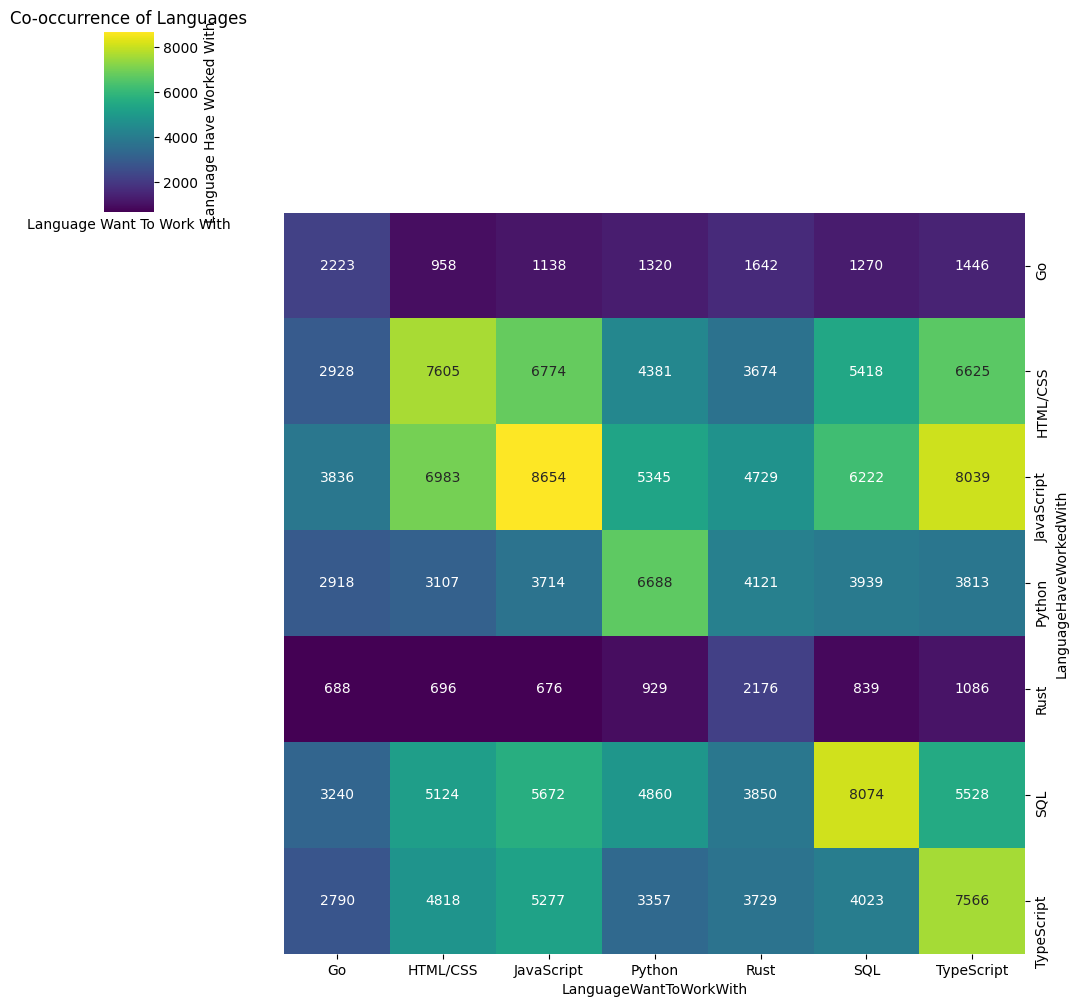 Co-occurrence of Languages
8000
6000
4000
2000
Language Have Worked With
Language Want To Work With
2223 958 1138 1320 1642 1270 1446 Go
2928 7605 6774 4381 3674 5418 6625 HTML/CSS
3836 6983 8654 5345 4729 6222 8039 JavaScript
2918 3107 3714 6688 4121 3939 3813 Python
688 696 676 929 2176 839 1086 Rust
3240 5124 5672 4860 3850 8074 5528 SQL
2790 4818 5277 3357 3729 4023 7566 TypeScript
LanguageHaveWorkedWith
Go HTML/CSS JavaScript Python Rust SQL TypeScript
LanguageWantToWorkWith